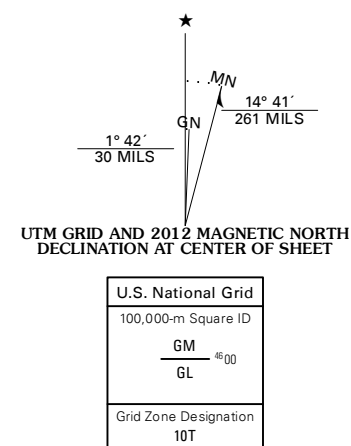 ★
MN
GN
14° 41´
261 MILS
1° 42´
30 MILS
UTM GRID AND 2012 MAGNETIC NORTH
DECLINATION AT CENTER OF SHEET
U.S. National Grid
100,000-m Square ID
GM
4600
GL
Grid Zone Designation
10T